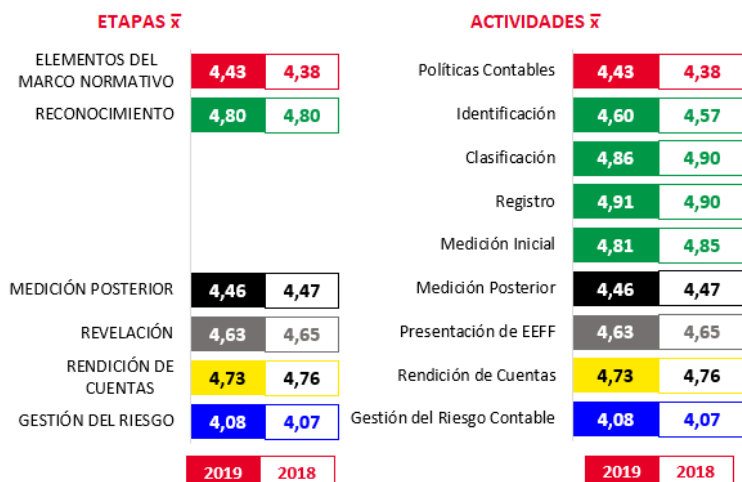 ETAPAS x̅
ELEMENTOS DEL
MARCO NORMATIVO
4,43 4,38
RECONOCIMIENTO 4,80 4,80
MEDICIÓN POSTERIOR 4,46 4,47
REVELACIÓN 4,63 4,65
RENDICIÓN DE
CUENTAS
4,73 4,76
GESTIÓN DEL RIESGO 4,08 4,07
2019 2018
ACTIVIDADES x̅
Políticas Contables 4,43 4,38
Identificación 4,60 4,57
Clasificación 4,86 4,90
Registro 4,91 4,90
Medición Inicial 4,81 4,85
Medición Posterior 4,46 4,47
Presentación de EEFF 4,63 4,65
Rendición de Cuentas 4,73 4,76
Gestión del Riesgo Contable 4,08 4,07
2019 2018